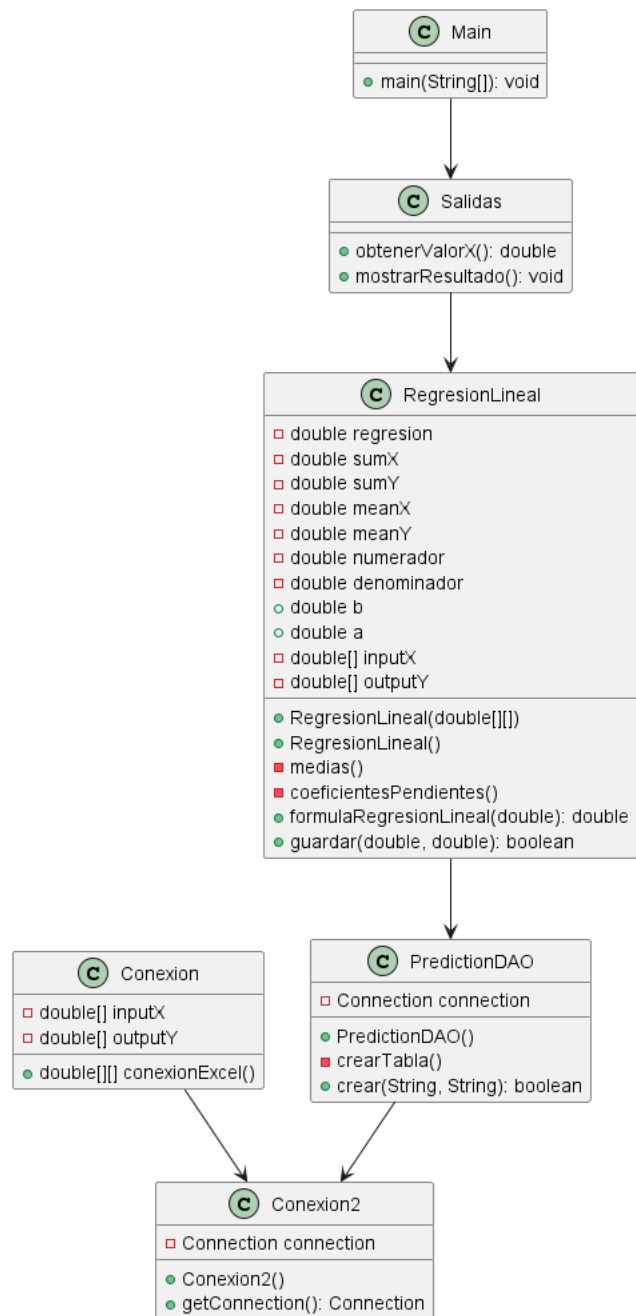 C Main
main(String[]): void
C Salidas
obtenerValorX(): double
mostrarResultado(): void
C RegresionLineal
double regresion
double sumX
double sumY
double meanX
double meanY
double numerador
double denominador
double b
double a
double[] inputX
double[] outputY
RegresionLineal(double[][])
RegresionLineal()
medias()
coeficientesPendientes()
formulaRegresionLineal(double): double
guardar(double, double): boolean
C Conexion
double[] inputX
double[] outputY
double[][] conexionExcel()
C PredictionDAO
Connection connection
PredictionDAO()
crearTabla()
crear(String, String): boolean
C Conexion2
Connection connection
Conexion2()
getConnection(): Connection